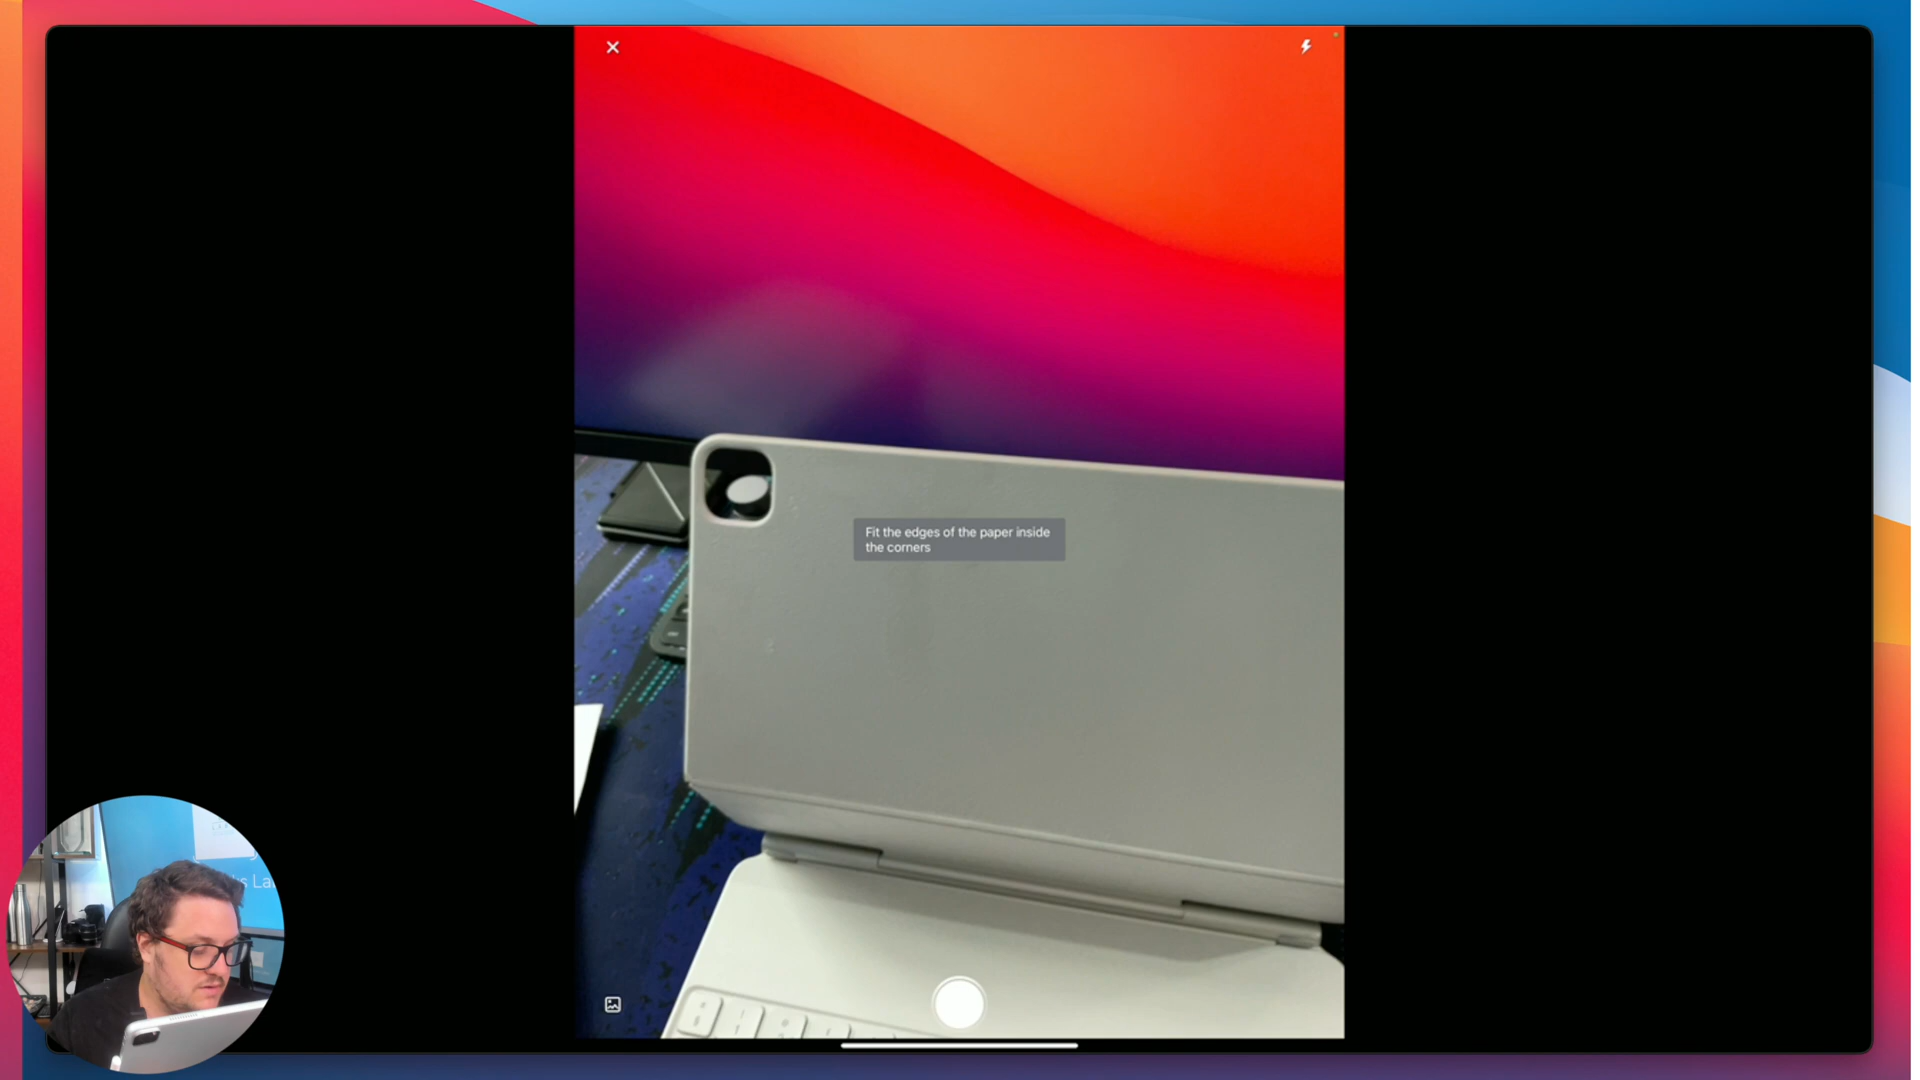 Fit the edges of the paper inside
the corners